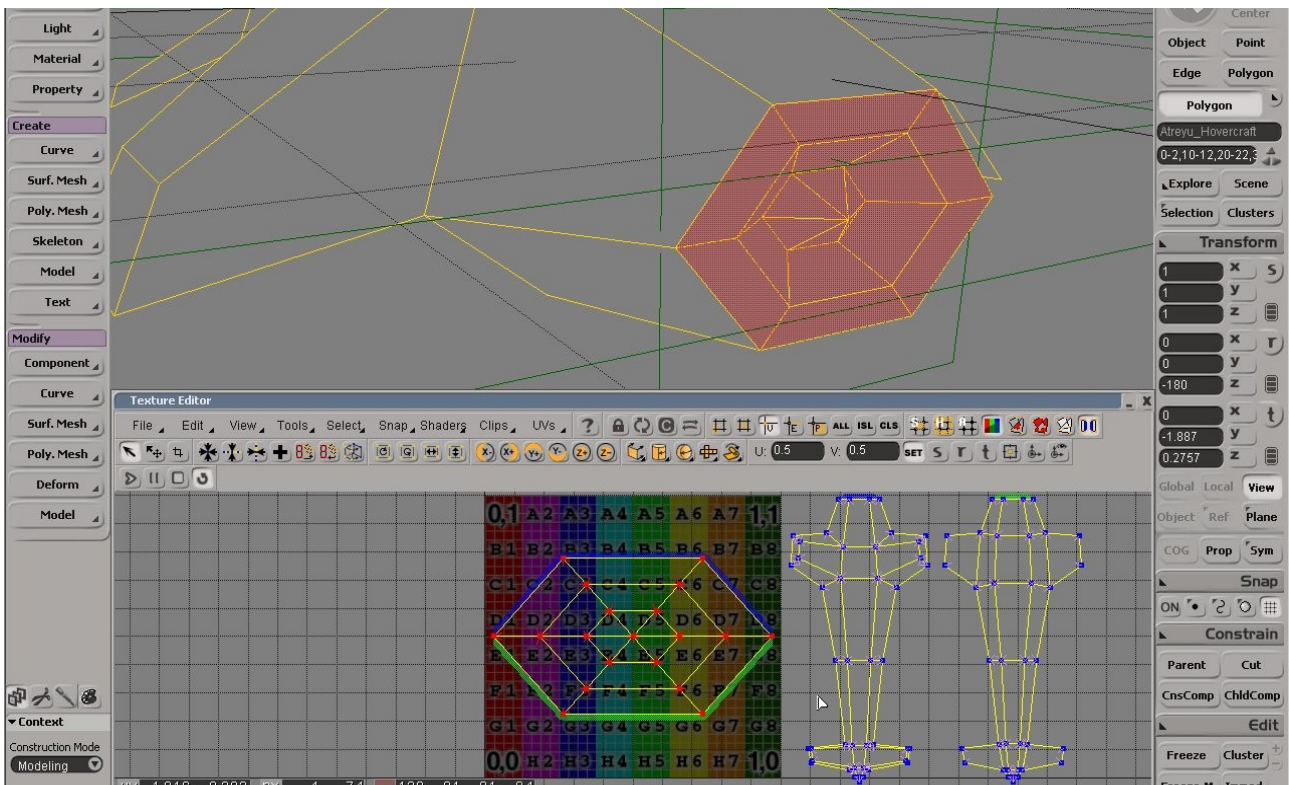 Light
Material
Property
Create
Curve
Surf. Mesh
Poly. Mesh
Skeleton
Model
Text
Modify
Component
Curve
Surf. Mesh
Poly. Mesh
Deform
Model
Context
Construction Mode
Modeling
Texture Editor
File Edit View Tools Select Snap Shaders Clips UVs ? ALL ISL CLS
U: 0.5 V: 0.5 SET S r t
0,1 A2 A3 A4 A5 A6 A7 1,1
B1 B2 B3 B4 B5 B6 B7 B8
C1 C4 C5 C7 C8
D2 D3 D4 D5 D6 D7
E1 E2 E3 E6 E7
F1 F4 F5 F8
G1 G2 G3 G4 G5 G6 G7 G8
0,0 H2 H3 H4 H5 H6 H7 1,0
Center
Object Point
Edge Polygon
Polygon
Atreyu_Hovercraft
0-2,10-12,20-22,3
Explore Scene
Selection Clusters
Transform
1 x s
1 y
1 z
0 x r
0 y
-180 z
0 x t
-1.887 y
0.2757 z
Global Local View
Object Ref Plane
COG Prop Sym
Snap
ON
Constrain
Parent Cut
CnsComp ChldComp
Edit
Freeze Cluster